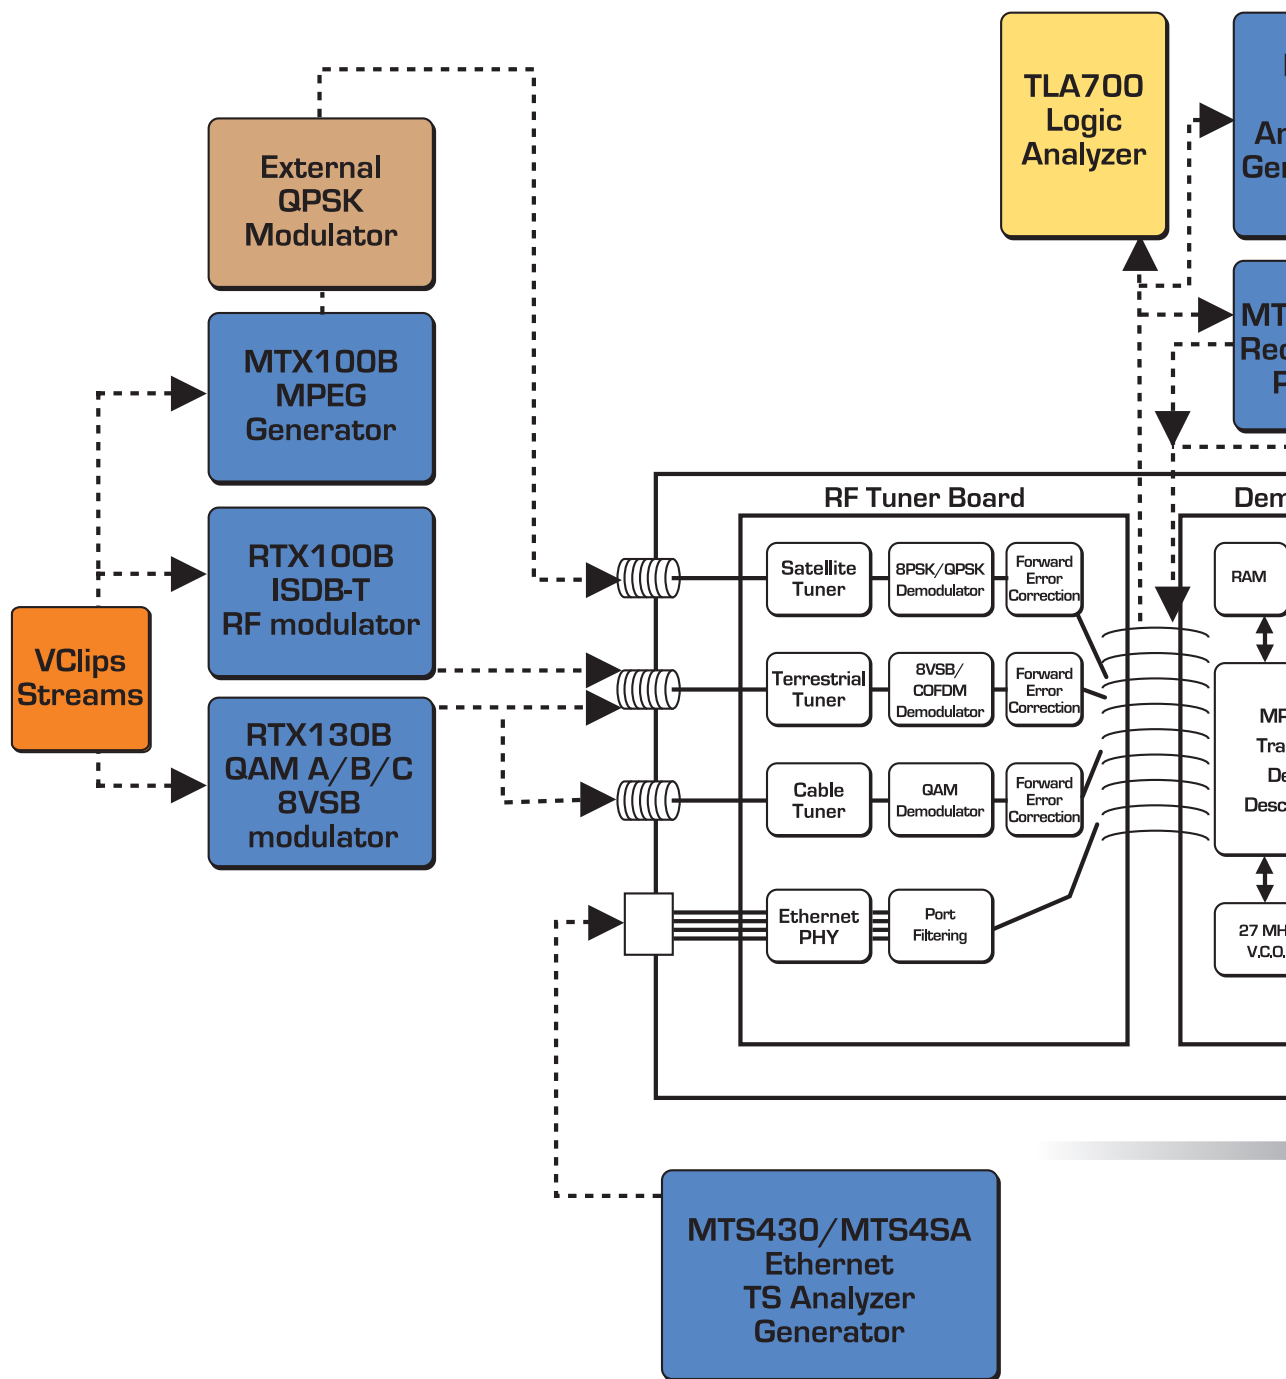 TLA700
Logic
Analyzer
External
QPSK
Modulator
MTX100B
MPEG
Generator
RTX100B
ISDB-T
RF modulator
VClips
Streams
RTX130B
QAM A/B/C
8VSB
modulator
RF Tuner Board
Satellite
Tuner
8PSK/QPSK
Demodulator
Forward
Error
Correction
Terrestrial
Tuner
8VSB/
COFDM
Demodulator
Forward
Error
Correction
Cable
Tuner
QAM
Demodulator
Forward
Error
Correction
Ethernet
PHY
Port
Filtering
RAM
27 MH
V.C.O.
MTS430/MTS4SA
Ethernet
TS Analyzer
Generator